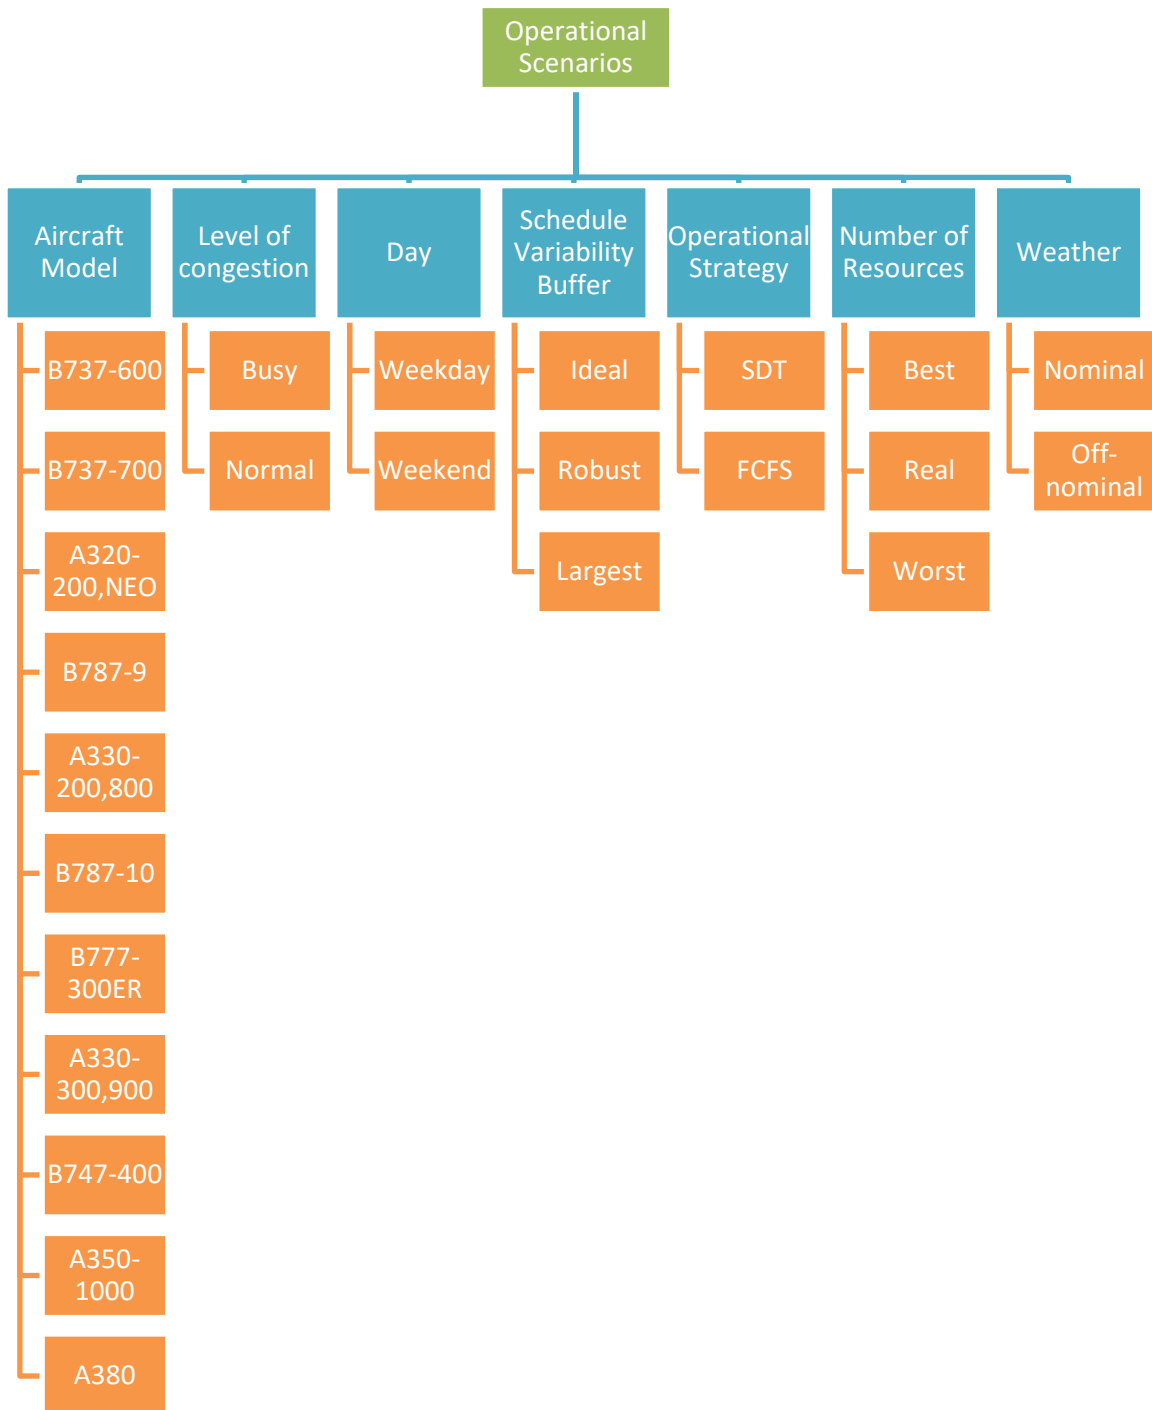 Operational
Scenarios
Aircraft
Model
Level of
congestion
Day
Schedule
Variability
Buffer
Operational
Strategy
Number of
Resources
Weather
B737-600
B737-700
A320-
200,NEO
B787-9
A330-
200,800
B787-10
B777-
300ER
A330-
300,900
B747-400
A350-
1000
A380
Busy
Normal
Weekday
Weekend
Ideal
Robust
Largest
SDT
FCFS
Best
Real
Worst
Nominal
Off-
nominal